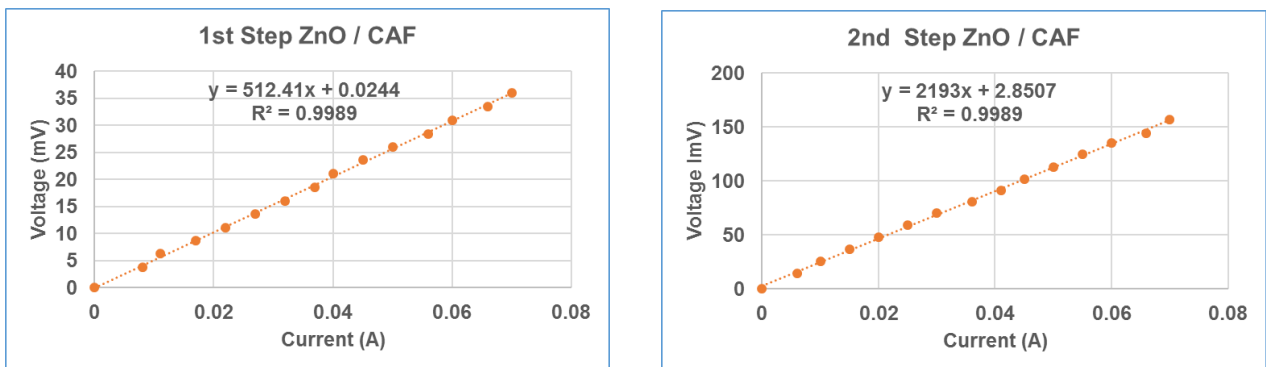 1st Step ZnO / CAF
y = 512.41x + 0.0244
R² = 0.9989
40
35
30
25
20
15
10
5
0
Voltage (mV)
0 0.02 0.04 0.06 0.08
Current (A)
2nd Step ZnO / CAF
y = 2193x + 2.8507
R² = 0.9989
200
150
100
50
0
Voltage ImV)
0 0.02 0.04 0.06 0.08
Current (A)